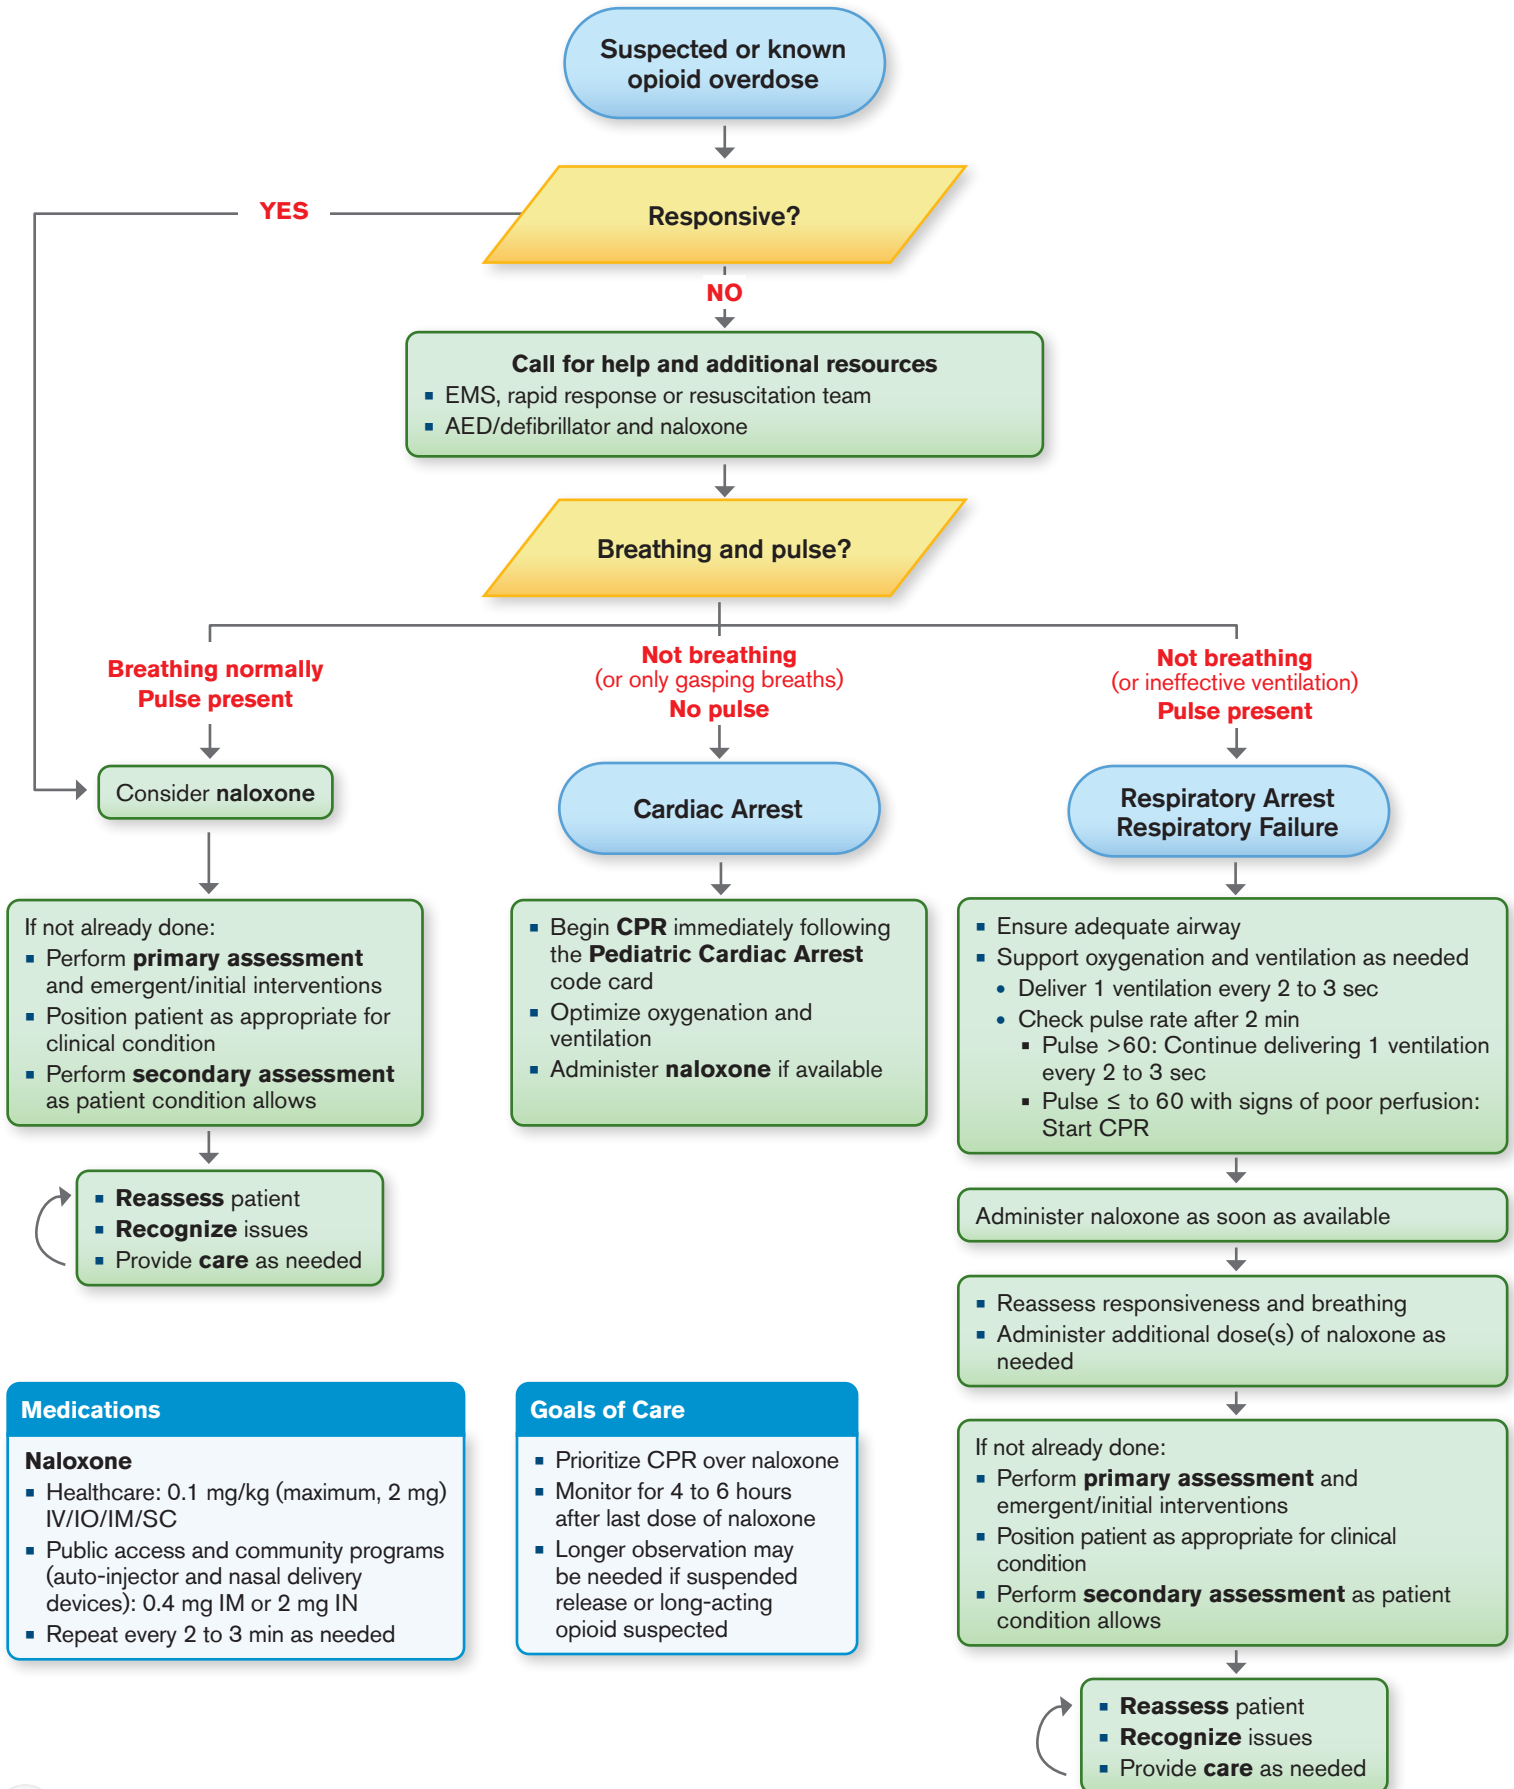 Suspected or known
opioid overdose
Responsive?
YES
NO
Call for help and additional resources
▪ EMS, rapid response or resuscitation team
▪ AED/defibrillator and naloxone
Breathing and pulse?
Breathing normally
Pulse present
Consider naloxone
If not already done:
▪ Perform primary assessment
and emergent/initial interventions
▪ Position patient as appropriate for
clinical condition
▪ Perform secondary assessment
as patient condition allows
▪ Reassess patient
▪ Recognize issues
▪ Provide care as needed
Not breathing
(or only gasping breaths)
No pulse
Cardiac Arrest
▪ Begin CPR immediately following
the Pediatric Cardiac Arrest
code card
▪ Optimize oxygenation and
ventilation
▪ Administer naloxone if available
Not breathing
(or ineffective ventilation)
Pulse present
Respiratory Arrest
Respiratory Failure
▪ Ensure adequate airway
▪ Support oxygenation and ventilation as needed
• Deliver 1 ventilation every 2 to 3 sec
• Check pulse rate after 2 min
▪ Pulse >60: Continue delivering 1 ventilation
every 2 to 3 sec
▪ Pulse ≤ to 60 with signs of poor perfusion:
Start CPR
Administer naloxone as soon as available
▪ Reassess responsiveness and breathing
▪ Administer additional dose(s) of naloxone as
needed
If not already done:
▪ Perform primary assessment and
emergent/initial interventions
▪ Position patient as appropriate for clinical
condition
▪ Perform secondary assessment as patient
condition allows
▪ Reassess patient
▪ Recognize issues
▪ Provide care as needed
Medications
Naloxone
▪ Healthcare: 0.1 mg/kg (maximum, 2 mg)
IV/IO/IM/SC
▪ Public access and community programs
(auto-injector and nasal delivery
devices): 0.4 mg IM or 2 mg IN
▪ Repeat every 2 to 3 min as needed
Goals of Care
▪ Prioritize CPR over naloxone
▪ Monitor for 4 to 6 hours
after last dose of naloxone
▪ Longer observation may
be needed if suspended
release or long-acting
opioid suspected